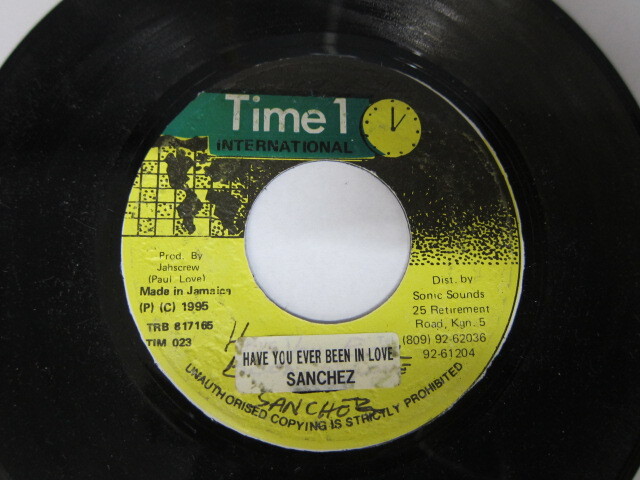 Time 1
INTERNATIONAL
Prod. By
Jahscrew
(Paul Love)
Made in Jamaica
(P) (C) 1995
TRB 817165
TIM 023
Dist. by
Sonic Sounds
25 Retirement
Road, Kgn. 5
(809) 92-62036
92-61204
HAVE YOU EVER BEEN IN LOVE
SANCHEZ
SANCHEZ
UNAUTHORISED COPYING IS STRICTLY PROHIBITED